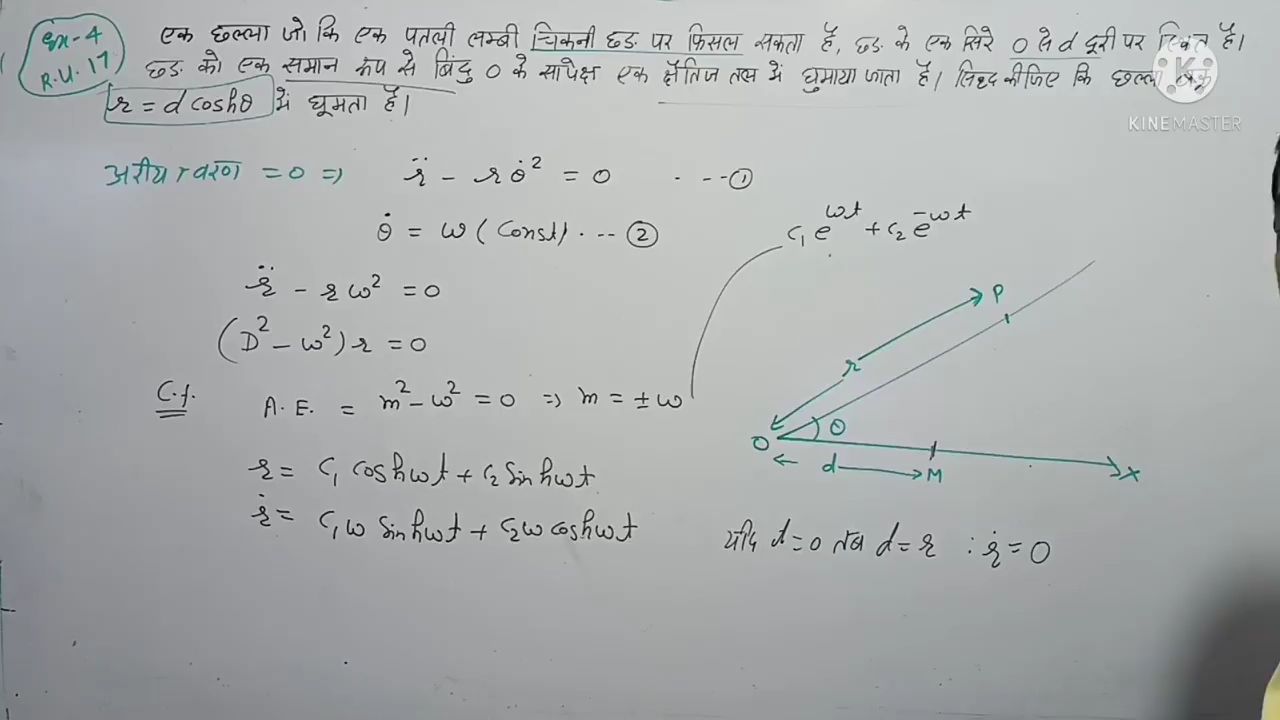 Ex-4
R.U. 17
एक छल्ला जो कि एक पतली लम्बी चिकनी छड़ पर फिसल सकता है, छड़ के एक सिरे O से d दूरी पर स्थित है।
छड़ को एक समान रूप से बिंदु O के सापेक्ष एक क्षैतिज तल में घुमाया जाता है। सिद्ध कीजिए कि छल्ला वक्र
r = d coshθ में घूमता है।
KINEMASTER
अरीय त्वरण = 0 ⇒ r̈ - rθ̇² = 0 ---①
θ̇ = ω (const) ---②
c₁e^ωt + c₂e^-ωt
r̈ - rω² = 0
(D² - ω²)r = 0
C.f. A.E. = m² - ω² = 0 ⇒ m = ±ω
r = c₁ coshωt + c₂ sinhωt
ṙ = c₁ω sinhωt + c₂ω coshωt
P
r
O θ
d M X
यदि t=0 तब d=r : ṙ=0